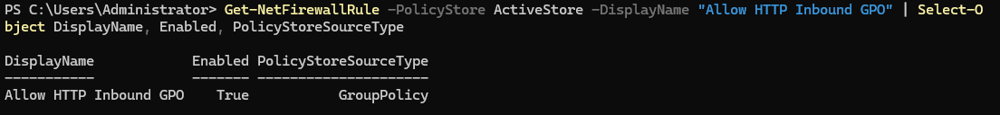 PS C:\Users\Administrator> Get-NetFirewallRule -PolicyStore ActiveStore -DisplayName "Allow HTTP Inbound GPO" | Select-O
bject DisplayName, Enabled, PolicyStoreSourceType
DisplayName Enabled PolicyStoreSourceType
----------- ------- ---------------------
Allow HTTP Inbound GPO True GroupPolicy